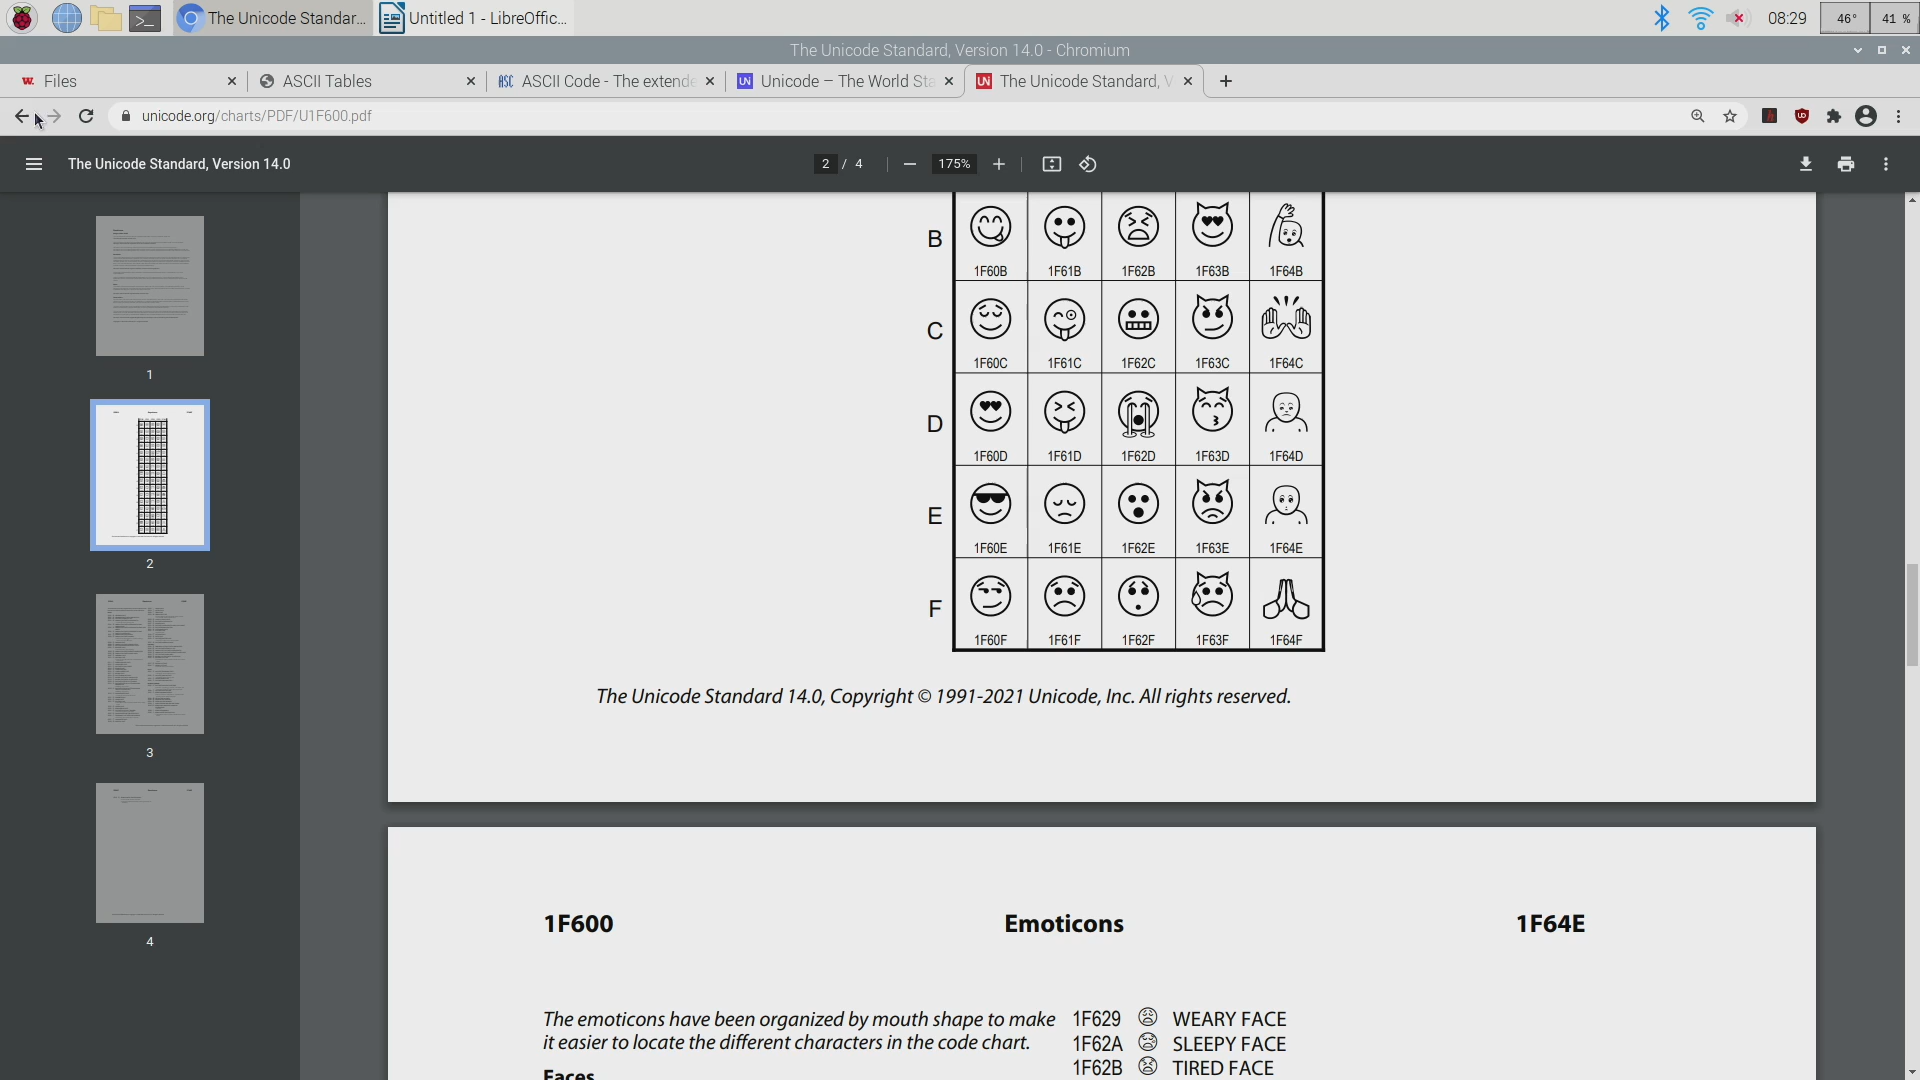 The Unicode Standar...
Untitled 1 - LibreOffic...
08:29
46°
41 %
The Unicode Standard, Version 14.0 - Chromium
W. Files
ASCII Tables
ASC ASCII Code - The extende
UN Unicode – The World Sta
UN The Unicode Standard, V
unicode.org/charts/PDF/U1F600.pdf
The Unicode Standard, Version 14.0
2 / 4
175%
1
2
3
4
B
1F60B 1F61B 1F62B 1F63B 1F64B
C
1F60C 1F61C 1F62C 1F63C 1F64C
D
1F60D 1F61D 1F62D 1F63D 1F64D
E
1F60E 1F61E 1F62E 1F63E 1F64E
F
1F60F 1F61F 1F62F 1F63F 1F64F
The Unicode Standard 14.0, Copyright © 1991-2021 Unicode, Inc. All rights reserved.
1F600 Emoticons 1F64E
The emoticons have been organized by mouth shape to make
it easier to locate the different characters in the code chart.
Faces
1F629 😩 WEARY FACE
1F62A 😪 SLEEPY FACE
1F62B 😫 TIRED FACE